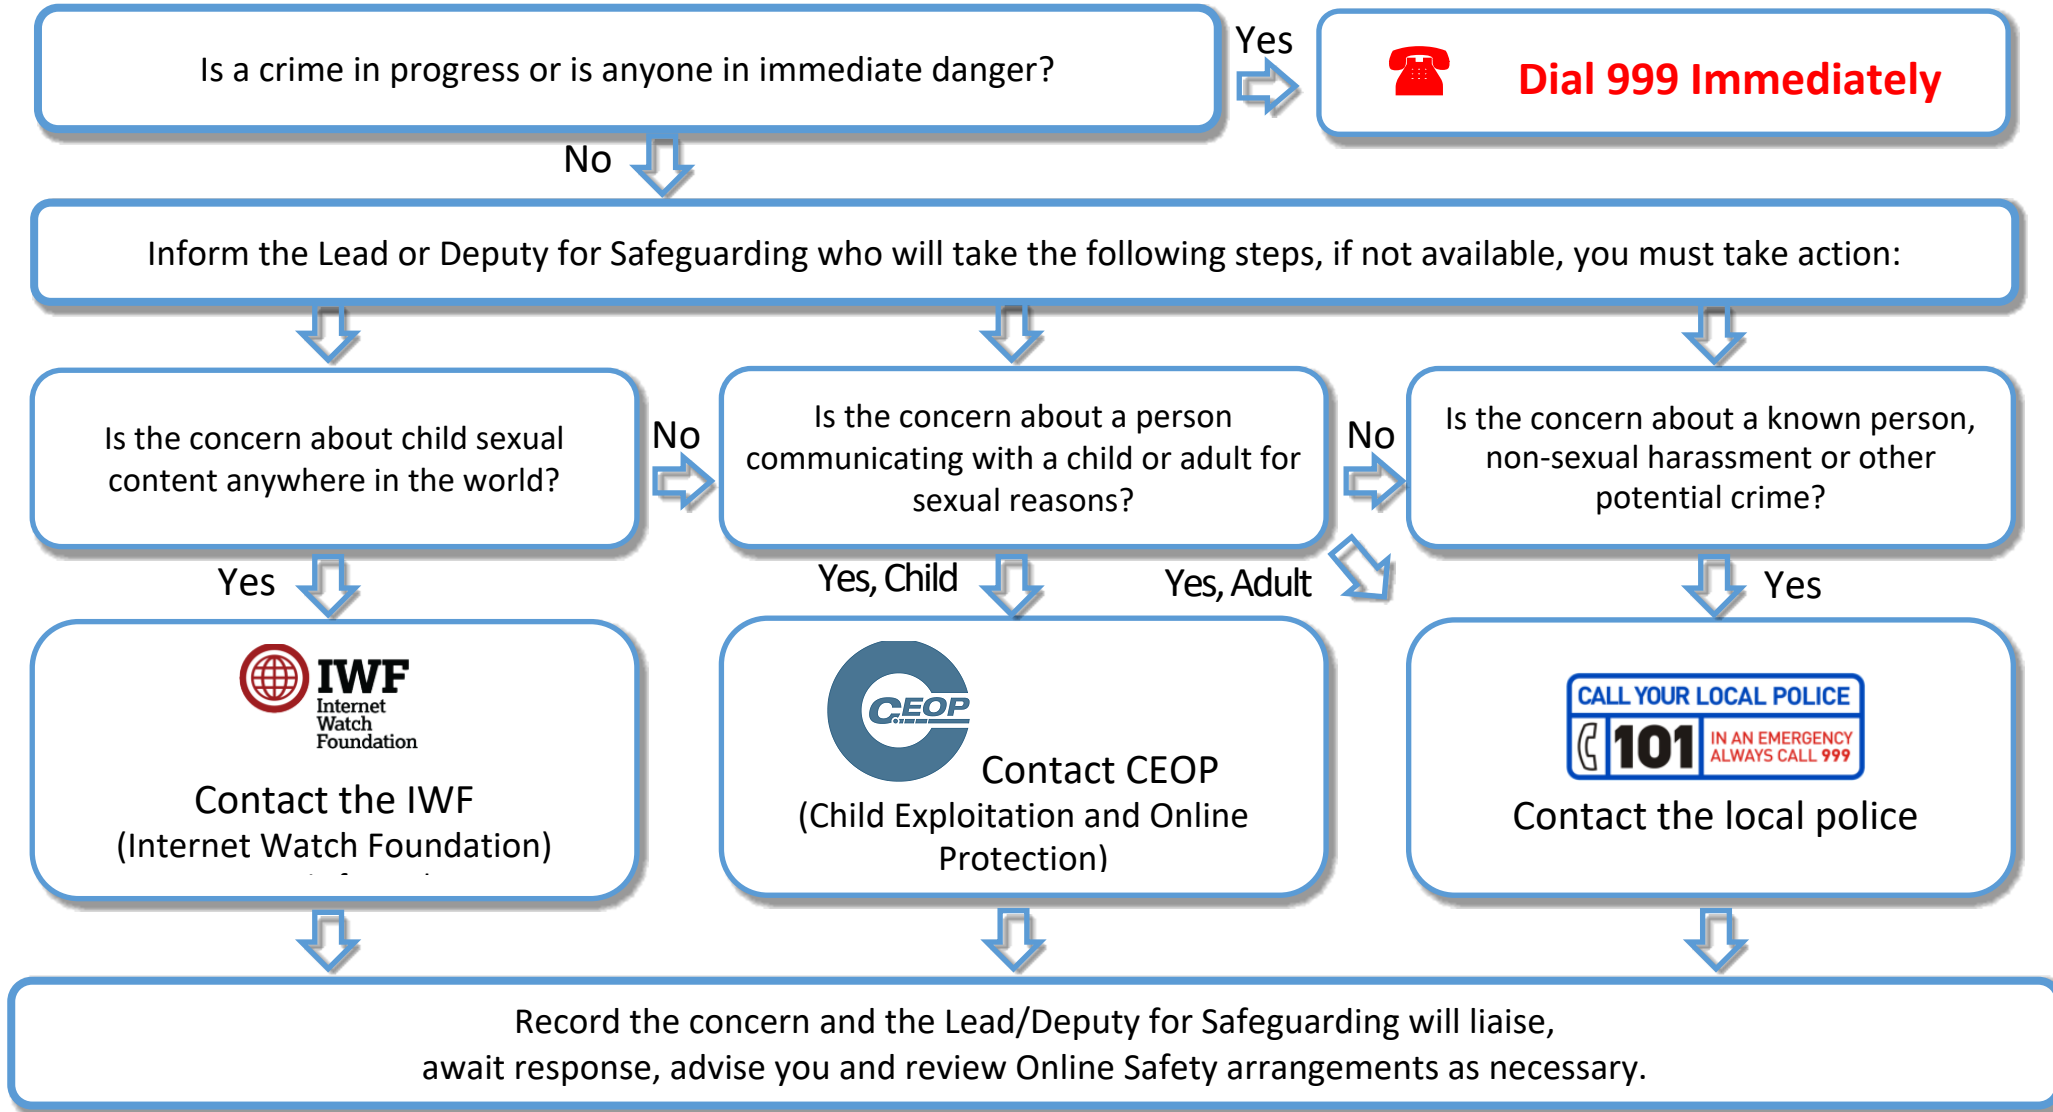 Is a crime in progress or is anyone in immediate danger?
Yes
Dial 999 Immediately
No
Inform the Lead or Deputy for Safeguarding who will take the following steps, if not available, you must take action:
Is the concern about child sexual
content anywhere in the world?
No
Is the concern about a person
communicating with a child or adult for
sexual reasons?
No
Is the concern about a known person,
non-sexual harassment or other
potential crime?
Yes
Yes, Child
Yes, Adult
Yes
IWF
Internet
Watch
Foundation
Contact the IWF
(Internet Watch Foundation)
CEOP
Contact CEOP
(Child Exploitation and Online
Protection)
CALL YOUR LOCAL POLICE
101
IN AN EMERGENCY
ALWAYS CALL 999
Contact the local police
Record the concern and the Lead/Deputy for Safeguarding will liaise,
await response, advise you and review Online Safety arrangements as necessary.